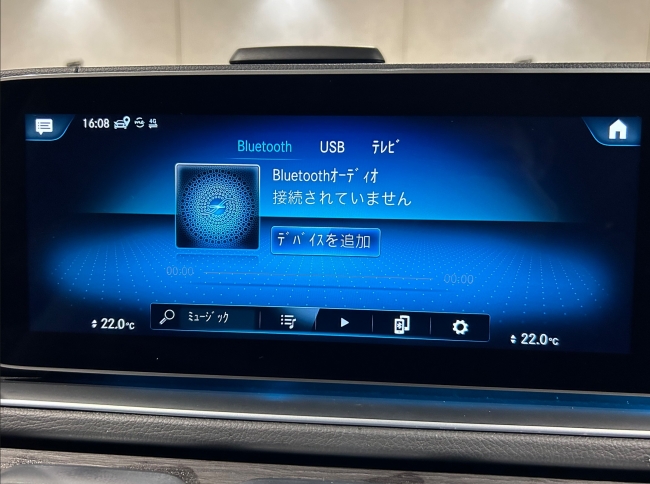 16:08 4G
Bluetooth USB ﾃﾚﾋﾞ
Bluetoothｵｰﾃﾞｨｵ
接続されていません
ﾃﾞﾊﾞｲｽを追加
00:00 00:00
22.0°C ﾐｭｰｼﾞｯｸ 22.0°C